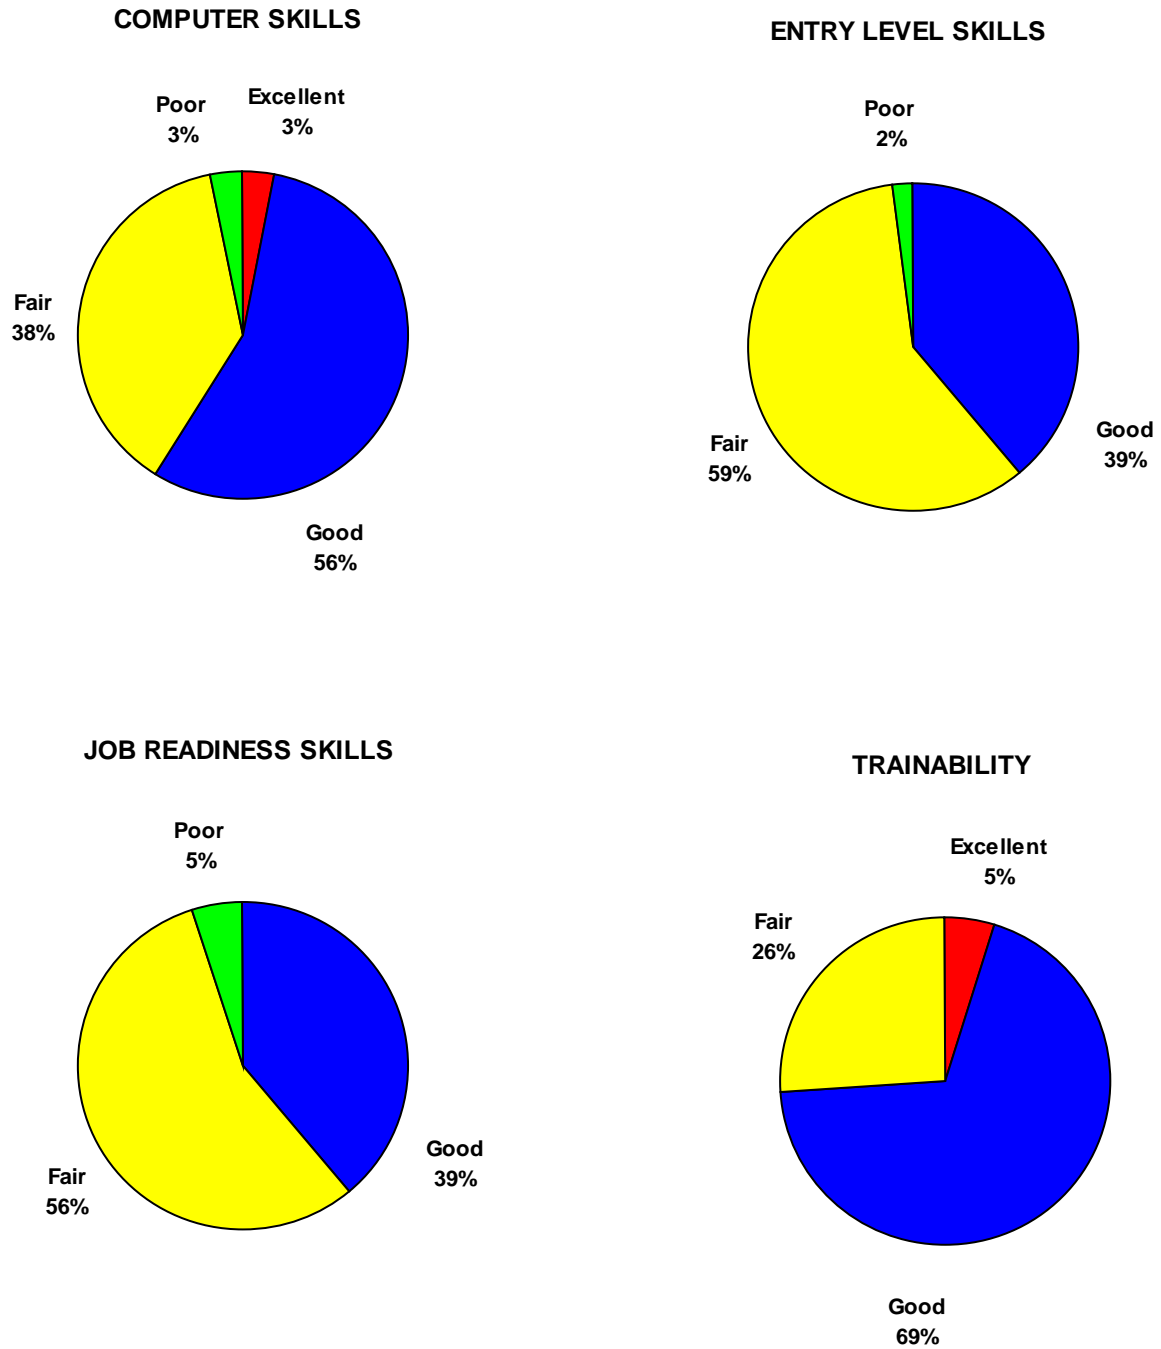 COMPUTER SKILLS
Poor
3%
Excellent
3%
Fair
38%
Good
56%
ENTRY LEVEL SKILLS
Poor
2%
Fair
59%
Good
39%
JOB READINESS SKILLS
Poor
5%
Fair
56%
Good
39%
TRAINABILITY
Excellent
5%
Fair
26%
Good
69%